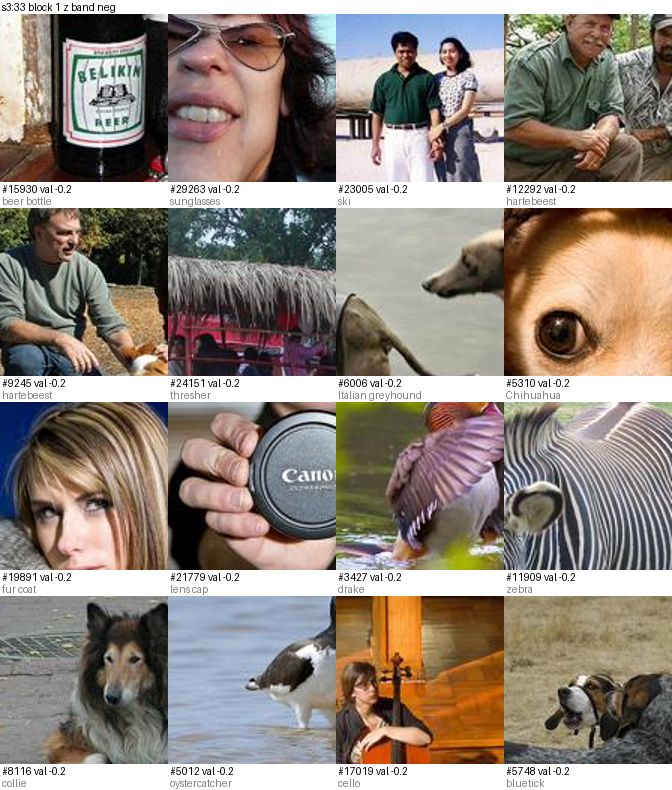 s3:33 block 1 z band neg
BELIKIN
BEER
#15930 val -0.2
beer bottle
#29263 val -0.2
sunglasses
#23005 val -0.2
ski
#12292 val -0.2
hartebeest
#9245 val -0.2
hartebeest
#24151 val -0.2
thresher
#6006 val -0.2
Italian greyhound
#5310 val -0.2
Chihuahua
Cano
#19891 val -0.2
fur coat
#21779 val -0.2
lens cap
#3427 val -0.2
drake
#11909 val -0.2
zebra
#8116 val -0.2
collie
#5012 val -0.2
oystercatcher
#17019 val -0.2
cello
#5748 val -0.2
bluetick